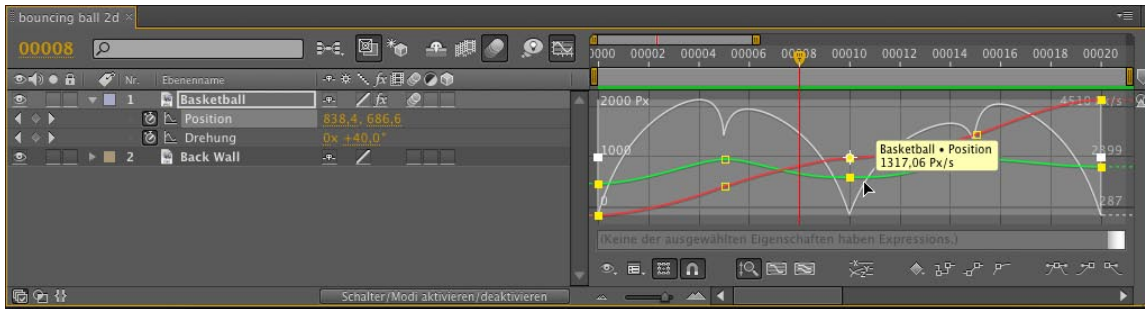 bouncing ball 2d ×
00008
0000 00002 00004 00006 00008 00010 00012 00014 00016 00018 00020
Nr. Ebenenname
1 Basketball
Position 838,4, 686,6
Drehung 0x +40,0°
2 Back Wall
2000 Px
1000
0
4510 Px/s
2399
287
Basketball • Position
1317,06 Px/s
(Keine der ausgewählten Eigenschaften haben Expressions.)
Schalter/Modi aktivieren/deaktivieren